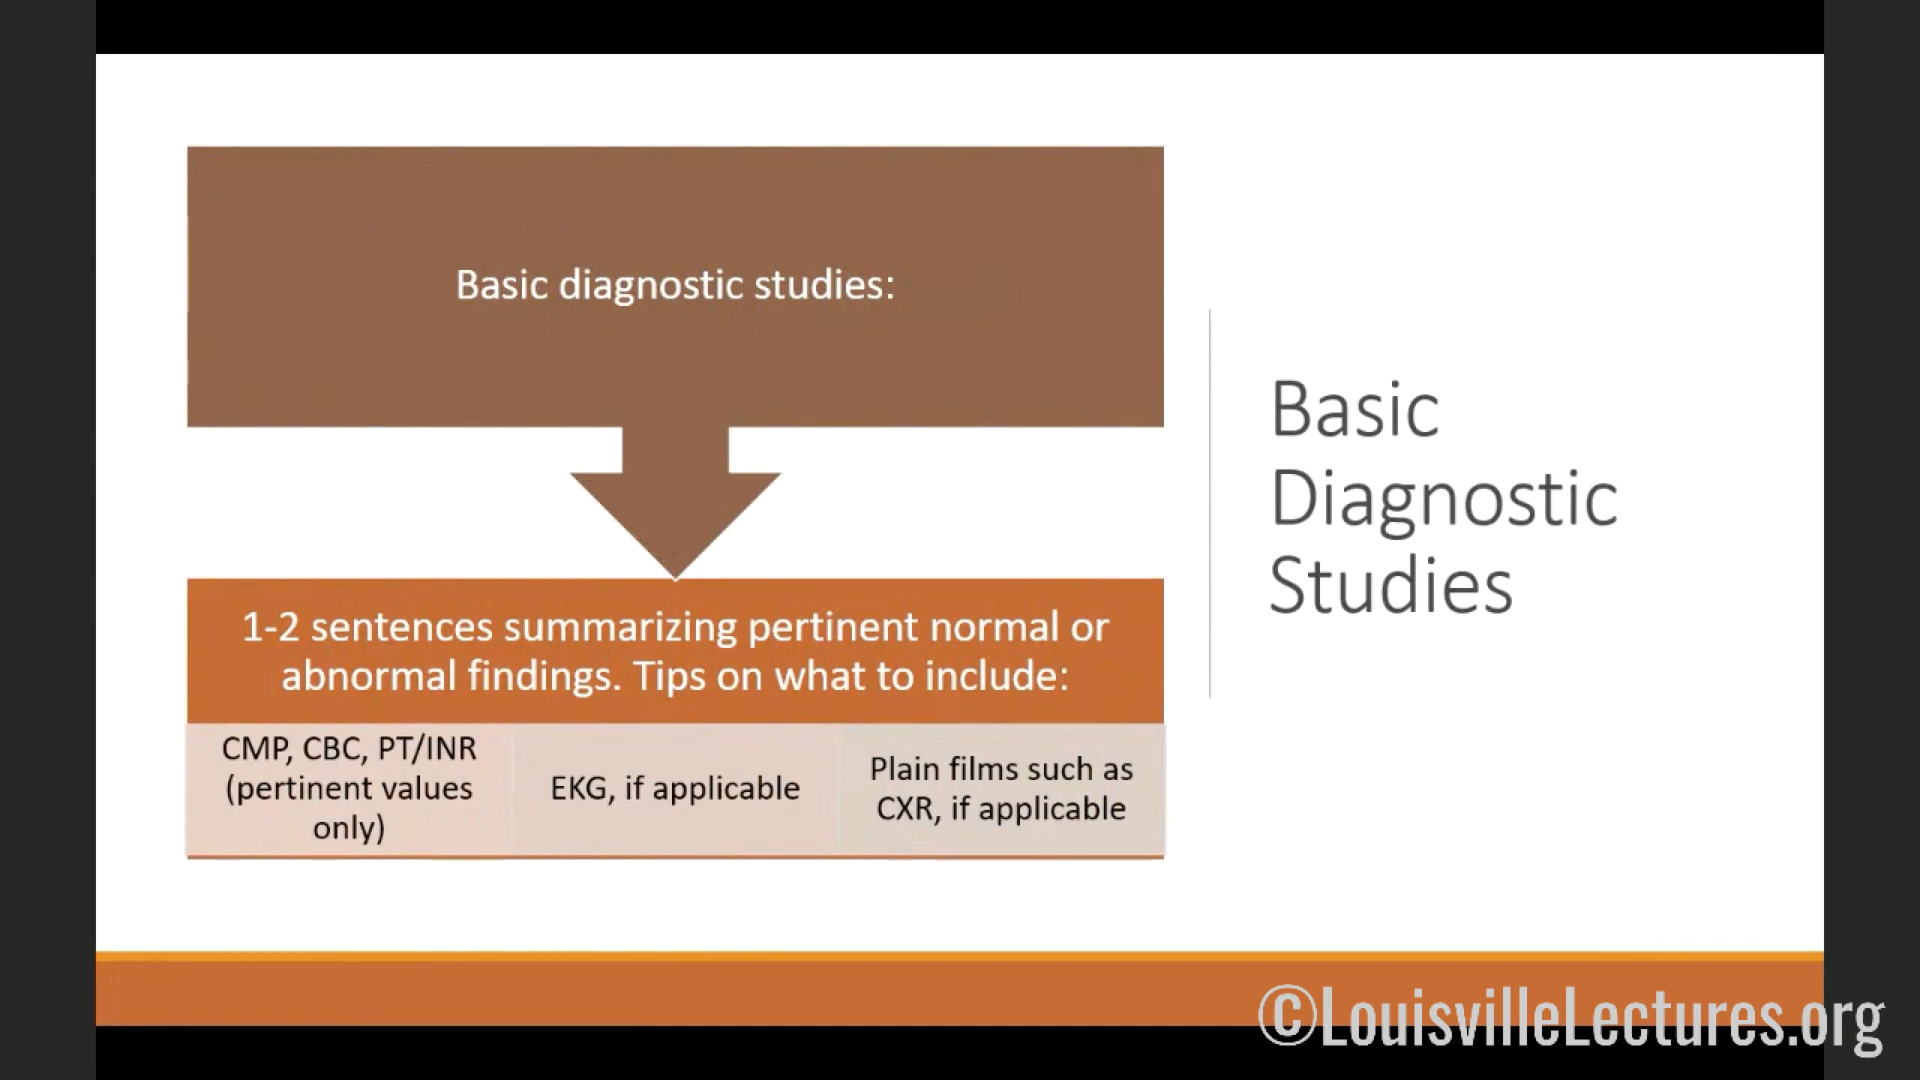 Basic diagnostic studies:
1-2 sentences summarizing pertinent normal or
abnormal findings. Tips on what to include:
CMP, CBC, PT/INR
(pertinent values
only)
EKG, if applicable
Plain films such as
CXR, if applicable
Basic
Diagnostic
Studies
©LouisvilleLectures.org